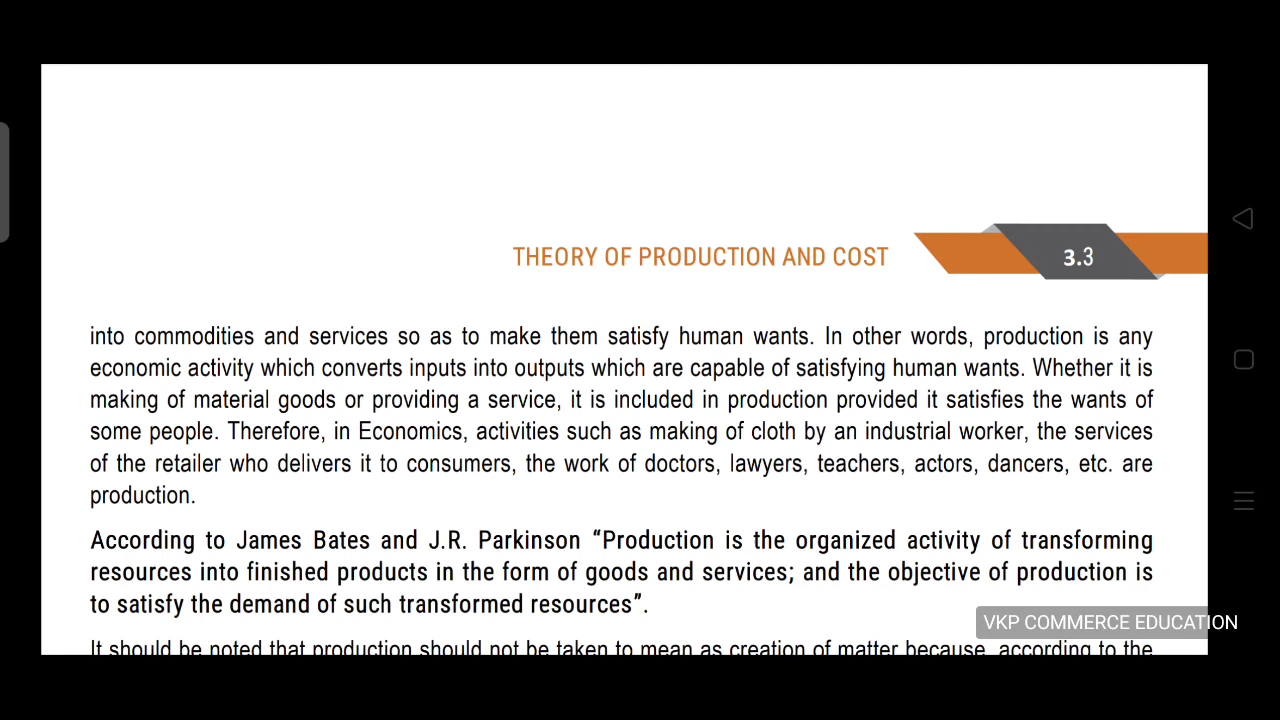 THEORY OF PRODUCTION AND COST
3.3
into commodities and services so as to make them satisfy human wants. In other words, production is any
economic activity which converts inputs into outputs which are capable of satisfying human wants. Whether it is
making of material goods or providing a service, it is included in production provided it satisfies the wants of
some people. Therefore, in Economics, activities such as making of cloth by an industrial worker, the services
of the retailer who delivers it to consumers, the work of doctors, lawyers, teachers, actors, dancers, etc. are
production.
According to James Bates and J.R. Parkinson “Production is the organized activity of transforming
resources into finished products in the form of goods and services; and the objective of production is
to satisfy the demand of such transformed resources”.
VKP COMMERCE EDUCATION
It should be noted that production should not be taken to mean as creation of matter because, according to the